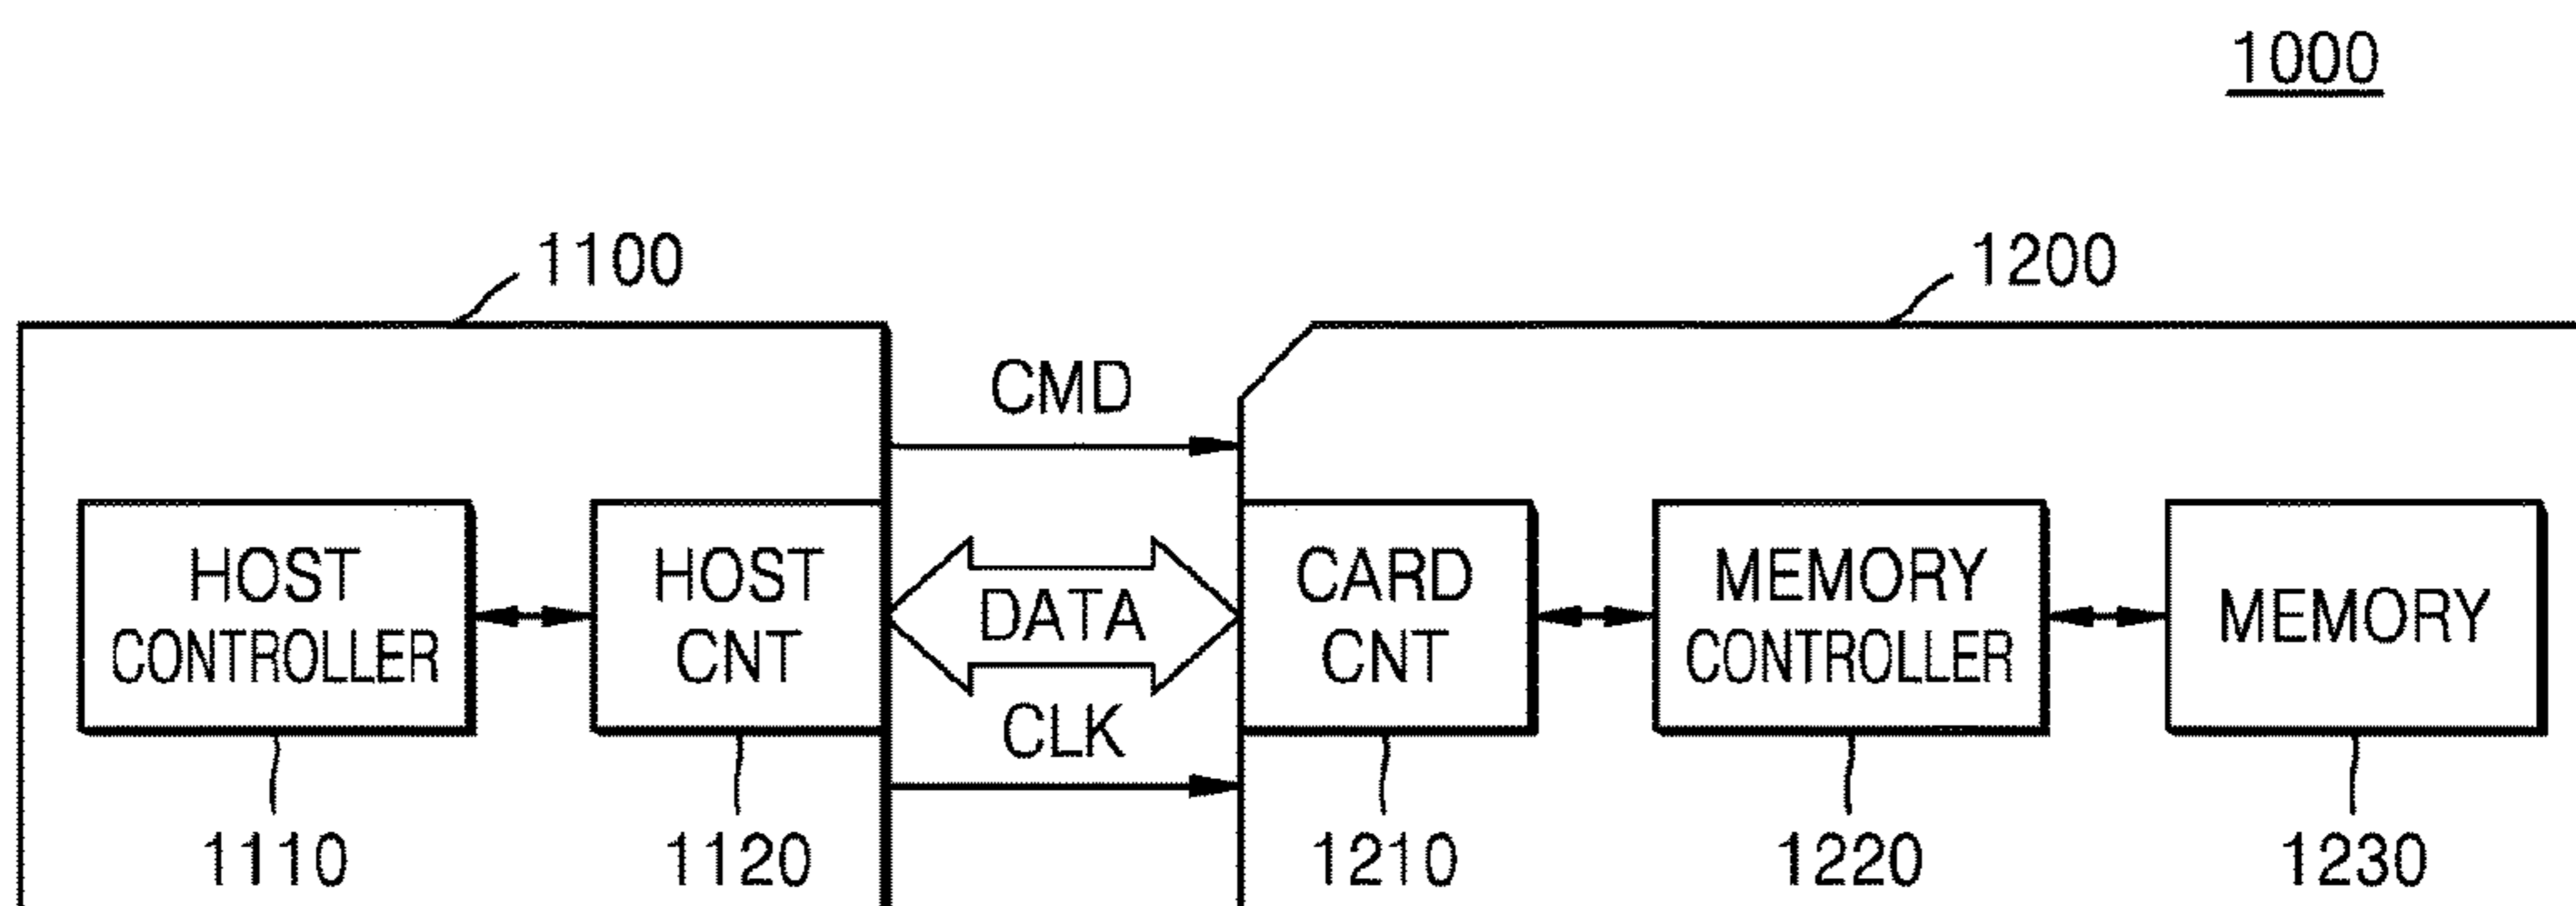 1000
1100
1200
CMD
HOST
CONTROLLER
HOST
CNT
DATA
CARD
CNT
MEMORY
CONTROLLER
MEMORY
CLK
1110
1120
1210
1220
1230